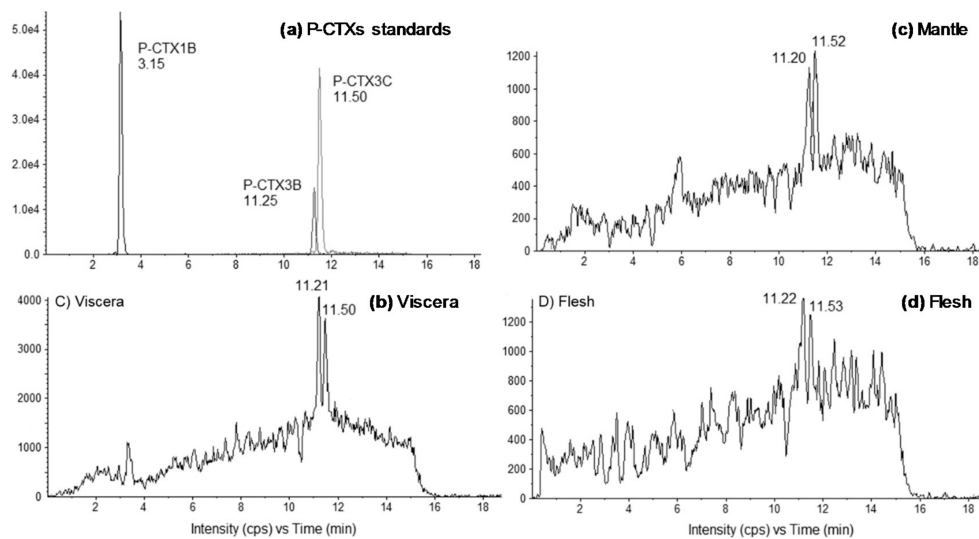 (a) P-CTXs standards
5.0e4
4.0e4
3.0e4
2.0e4
1.0e4
0.0
P-CTX1B
3.15
P-CTX3C
11.50
P-CTX3B
11.25
2 4 6 8 10 12 14 16 18
(c) Mantle
1200
1000
800
600
400
200
0
11.20
11.52
2 4 6 8 10 12 14 16 18
C) Viscera
(b) Viscera
4000
3000
2000
1000
0
11.21
11.50
2 4 6 8 10 12 14 16 18
Intensity (cps) vs Time (min)
D) Flesh
(d) Flesh
1200
1000
800
600
400
200
0
11.22
11.53
2 4 6 8 10 12 14 16 18
Intensity (cps) vs Time (min)